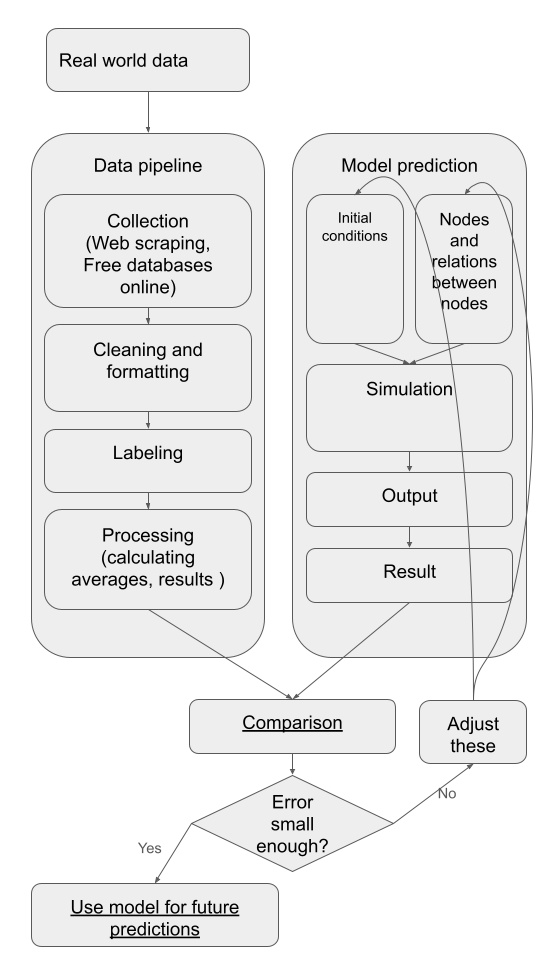 Real world data
Data pipeline
Collection
(Web scraping,
Free databases
online)
Cleaning and
formatting
Labeling
Processing
(calculating
averages, results )
Model prediction
Initial
conditions
Nodes
and
relations
between
nodes
Simulation
Output
Result
Comparison
Adjust
these
Error
small
enough?
No
Yes
Use model for future
predictions